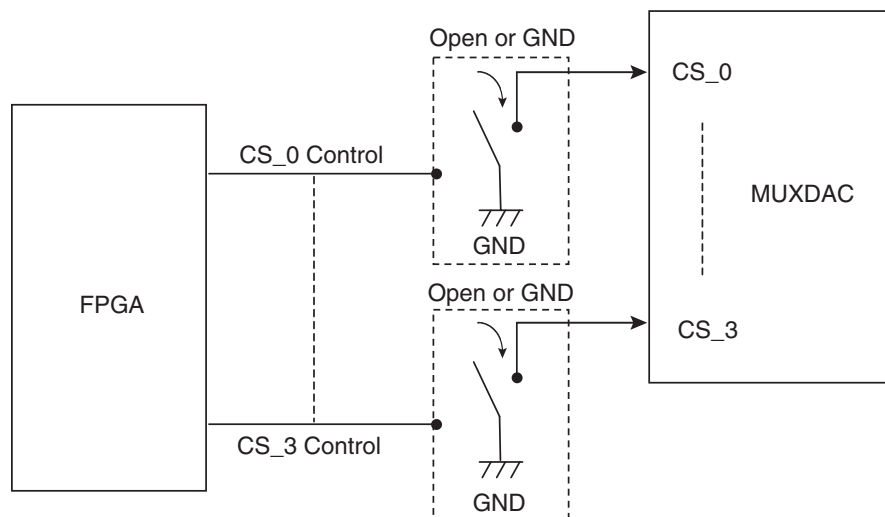 Open or GND
CS_0
CS_0 Control
MUXDAC
GND
Open or GND
FPGA
CS_3
CS_3 Control
GND